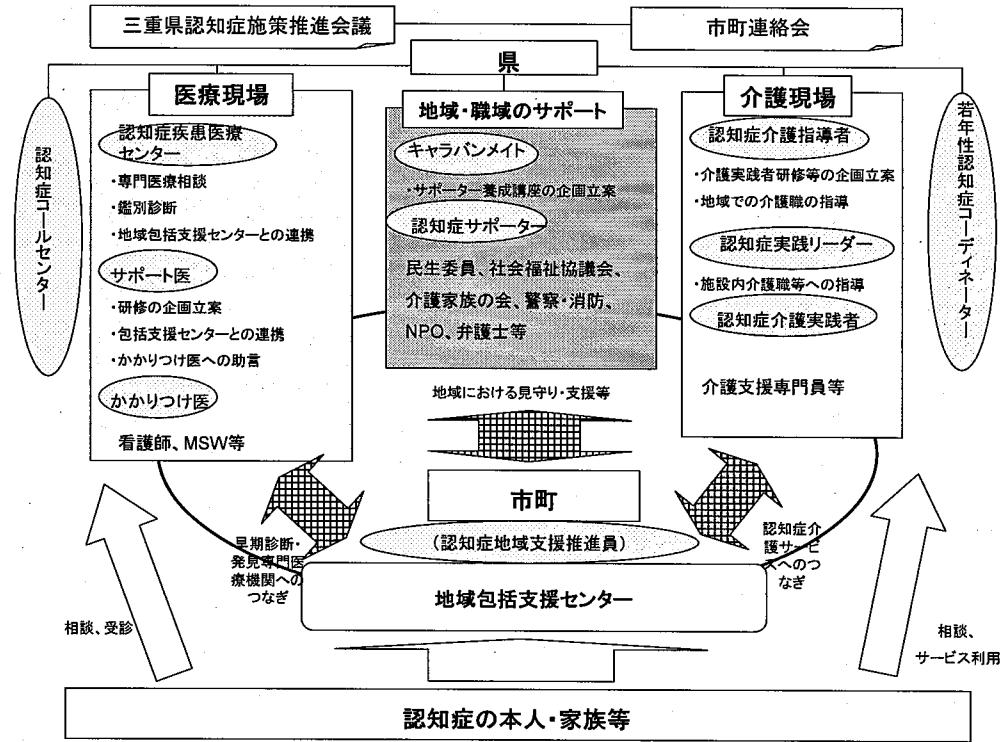 三重県認知症施策推進会議
市町連絡会
県
認知症コールセンター
医療現場
認知症疾患医療
センター
・専門医療相談
・鑑別診断
・地域包括支援センターとの連携
サポート医
・研修の企画立案
・包括支援センターとの連携
・かかりつけ医への助言
かかりつけ医
看護師、MSW等
地域・職域のサポート
キャラバンメイト
・サポーター養成講座の企画立案
認知症サポーター
民生委員、社会福祉協議会、
介護家族の会、警察・消防、
NPO、弁護士等
介護現場
認知症介護指導者
・介護実践者研修等の企画立案
・地域での介護職の指導
認知症実践リーダー
・施設内介護職等への指導
認知症介護実践者
介護支援専門員等
若年性認知症コーディネーター
地域における見守り・支援等
市町
(認知症地域支援推進員)
地域包括支援センター
早期診断・
発見専門医
療機関への
つなぎ
認知症介
護サービ
スへのつ
なぎ
相談、受診
相談、
サービス利用
認知症の本人・家族等